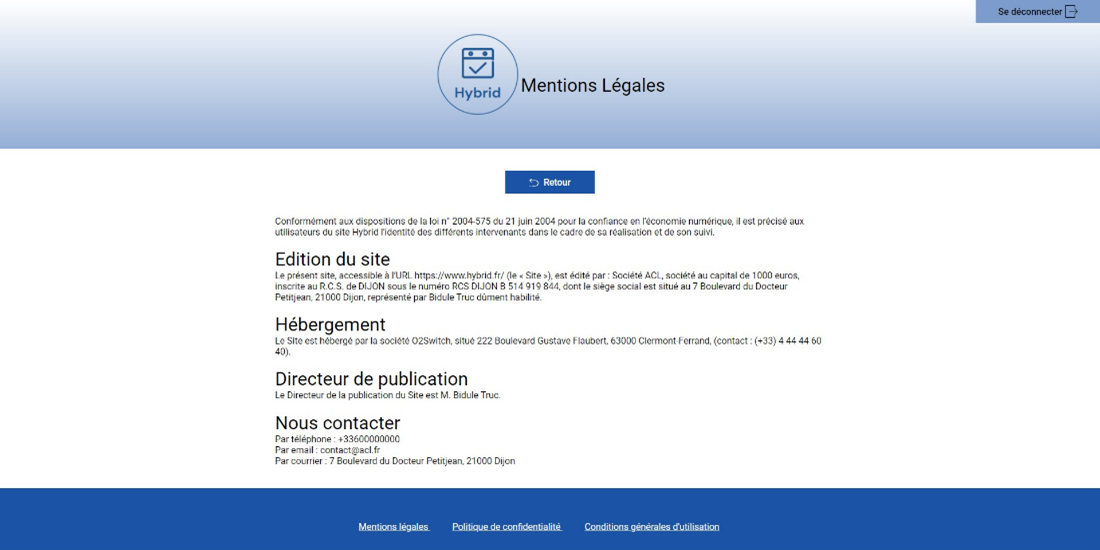 Se déconnecter
Hybrid
Mentions Légales
Retour
Conformément aux dispositions de la loi n° 2004-575 du 21 juin 2004 pour la confiance en l'économie numérique, il est précisé aux
utilisateurs du site Hybrid l'identité des différents intervenants dans le cadre de sa réalisation et de son suivi.
Edition du site
Le présent site, accessible à l'URL https://www.hybrid.fr/ (le « Site »), est édité par : Société ACL, société au capital de 1000 euros,
inscrite au R.C.S. de DIJON sous le numéro RCS DIJON B 514 919 844, dont le siège social est situé au 7 Boulevard du Docteur
Petitjean, 21000 Dijon, représenté par Bidule Truc dûment habilité.
Hébergement
Le Site est hébergé par la société O2Switch, situé 222 Boulevard Gustave Flaubert, 63000 Clermont-Ferrand, (contact : (+33) 4 44 44 60
40).
Directeur de publication
Le Directeur de la publication du Site est M. Bidule Truc.
Nous contacter
Par téléphone : +33600000000
Par email : contact@acl.fr
Par courrier : 7 Boulevard du Docteur Petitjean, 21000 Dijon
Mentions légales Politique de confidentialité Conditions générales d'utilisation